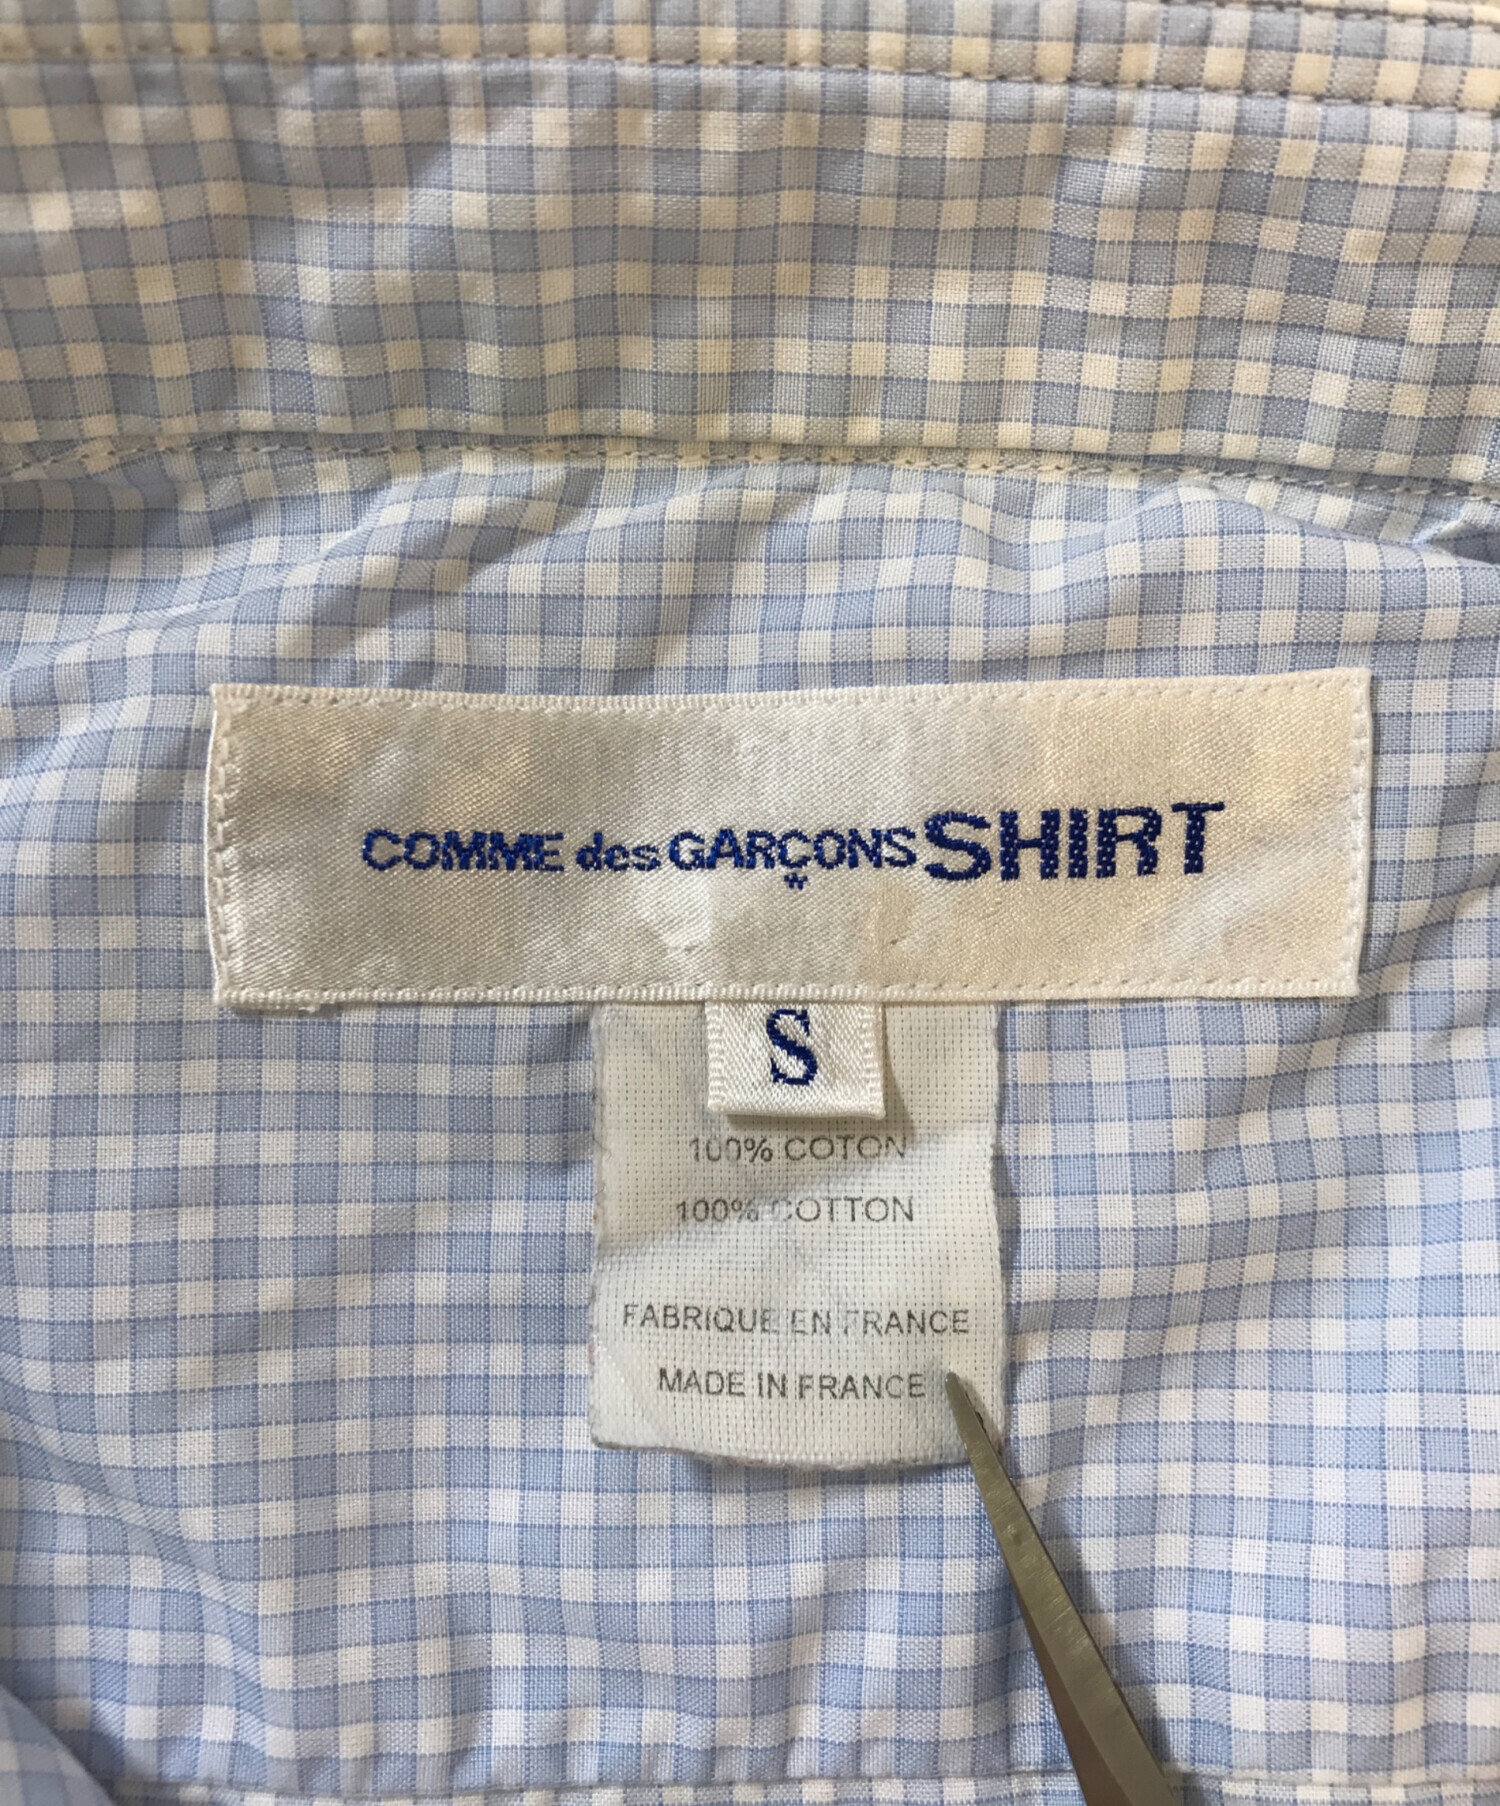 COMME des GARÇONS SHIRT
S
100% COTON
100% COTTON
FABRIQUE EN FRANCE
MADE IN FRANCE